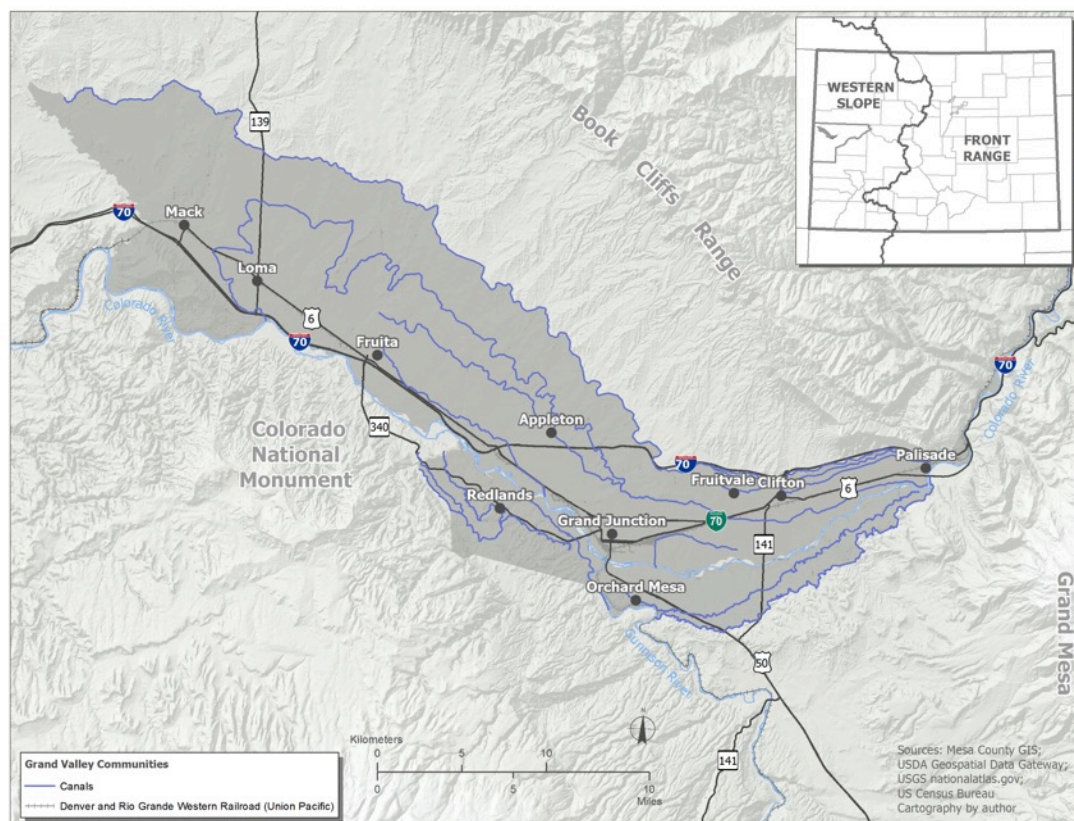 WESTERN
SLOPE
FRONT
RANGE
139
Book Cliffs Range
70
Mack
Loma
Colorado River
6
70
Fruita
70
Colorado River
340
Appleton
Colorado
National
Monument
70
Palisade
Fruitvale
Clifton
6
Redlands
70
Grand Junction
141
Orchard Mesa
Grand Mesa
Gunnison River
50
N
Kilometers
0 5 10
0 5 10
Miles
141
Grand Valley Communities
Canals
Denver and Rio Grande Western Railroad (Union Pacific)
Sources: Mesa County GIS;
USDA Geospatial Data Gateway;
USGS nationalatlas.gov;
US Census Bureau
Cartography by author